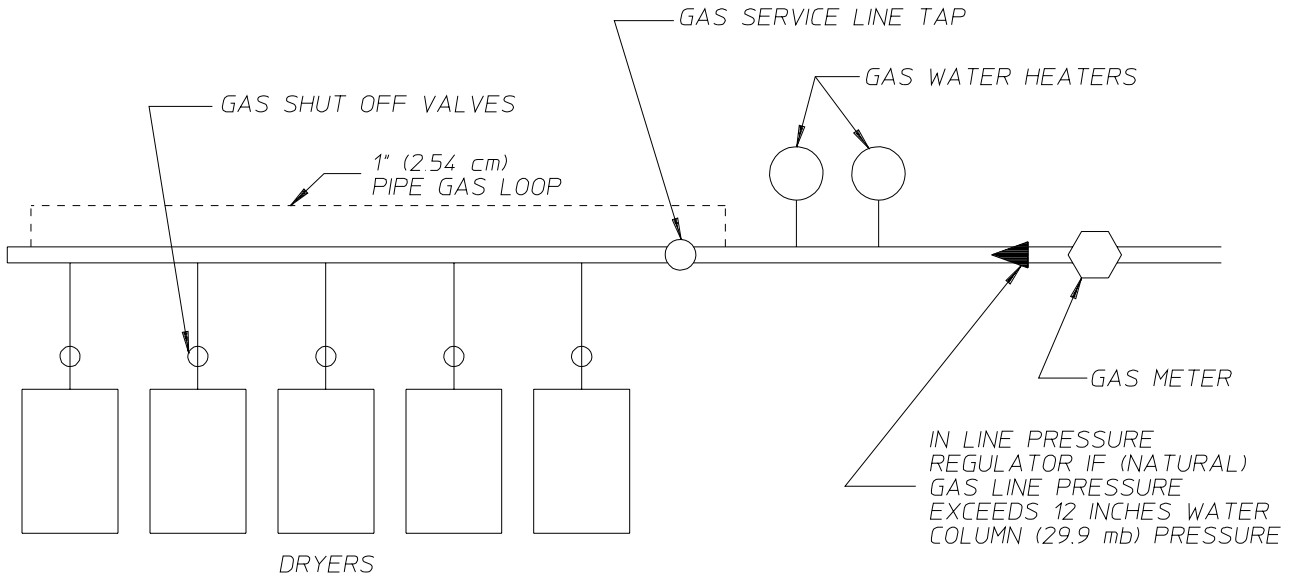 GAS SERVICE LINE TAP
GAS WATER HEATERS
GAS SHUT OFF VALVES
1" (2.54 cm)
PIPE GAS LOOP
GAS METER
IN LINE PRESSURE
REGULATOR IF (NATURAL)
GAS LINE PRESSURE
EXCEEDS 12 INCHES WATER
COLUMN (29.9 mb) PRESSURE
DRYERS